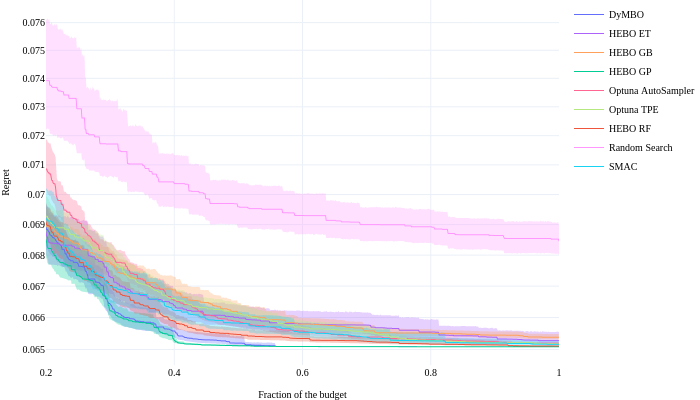 0.076
0.075
0.074
0.073
0.072
0.071
0.07
0.069
0.068
0.067
0.066
0.065
Regret
0.2
0.4
0.6
0.8
1
Fraction of the budget
DyMBO
HEBO ET
HEBO GB
HEBO GP
Optuna AutoSampler
Optuna TPE
HEBO RF
Random Search
SMAC